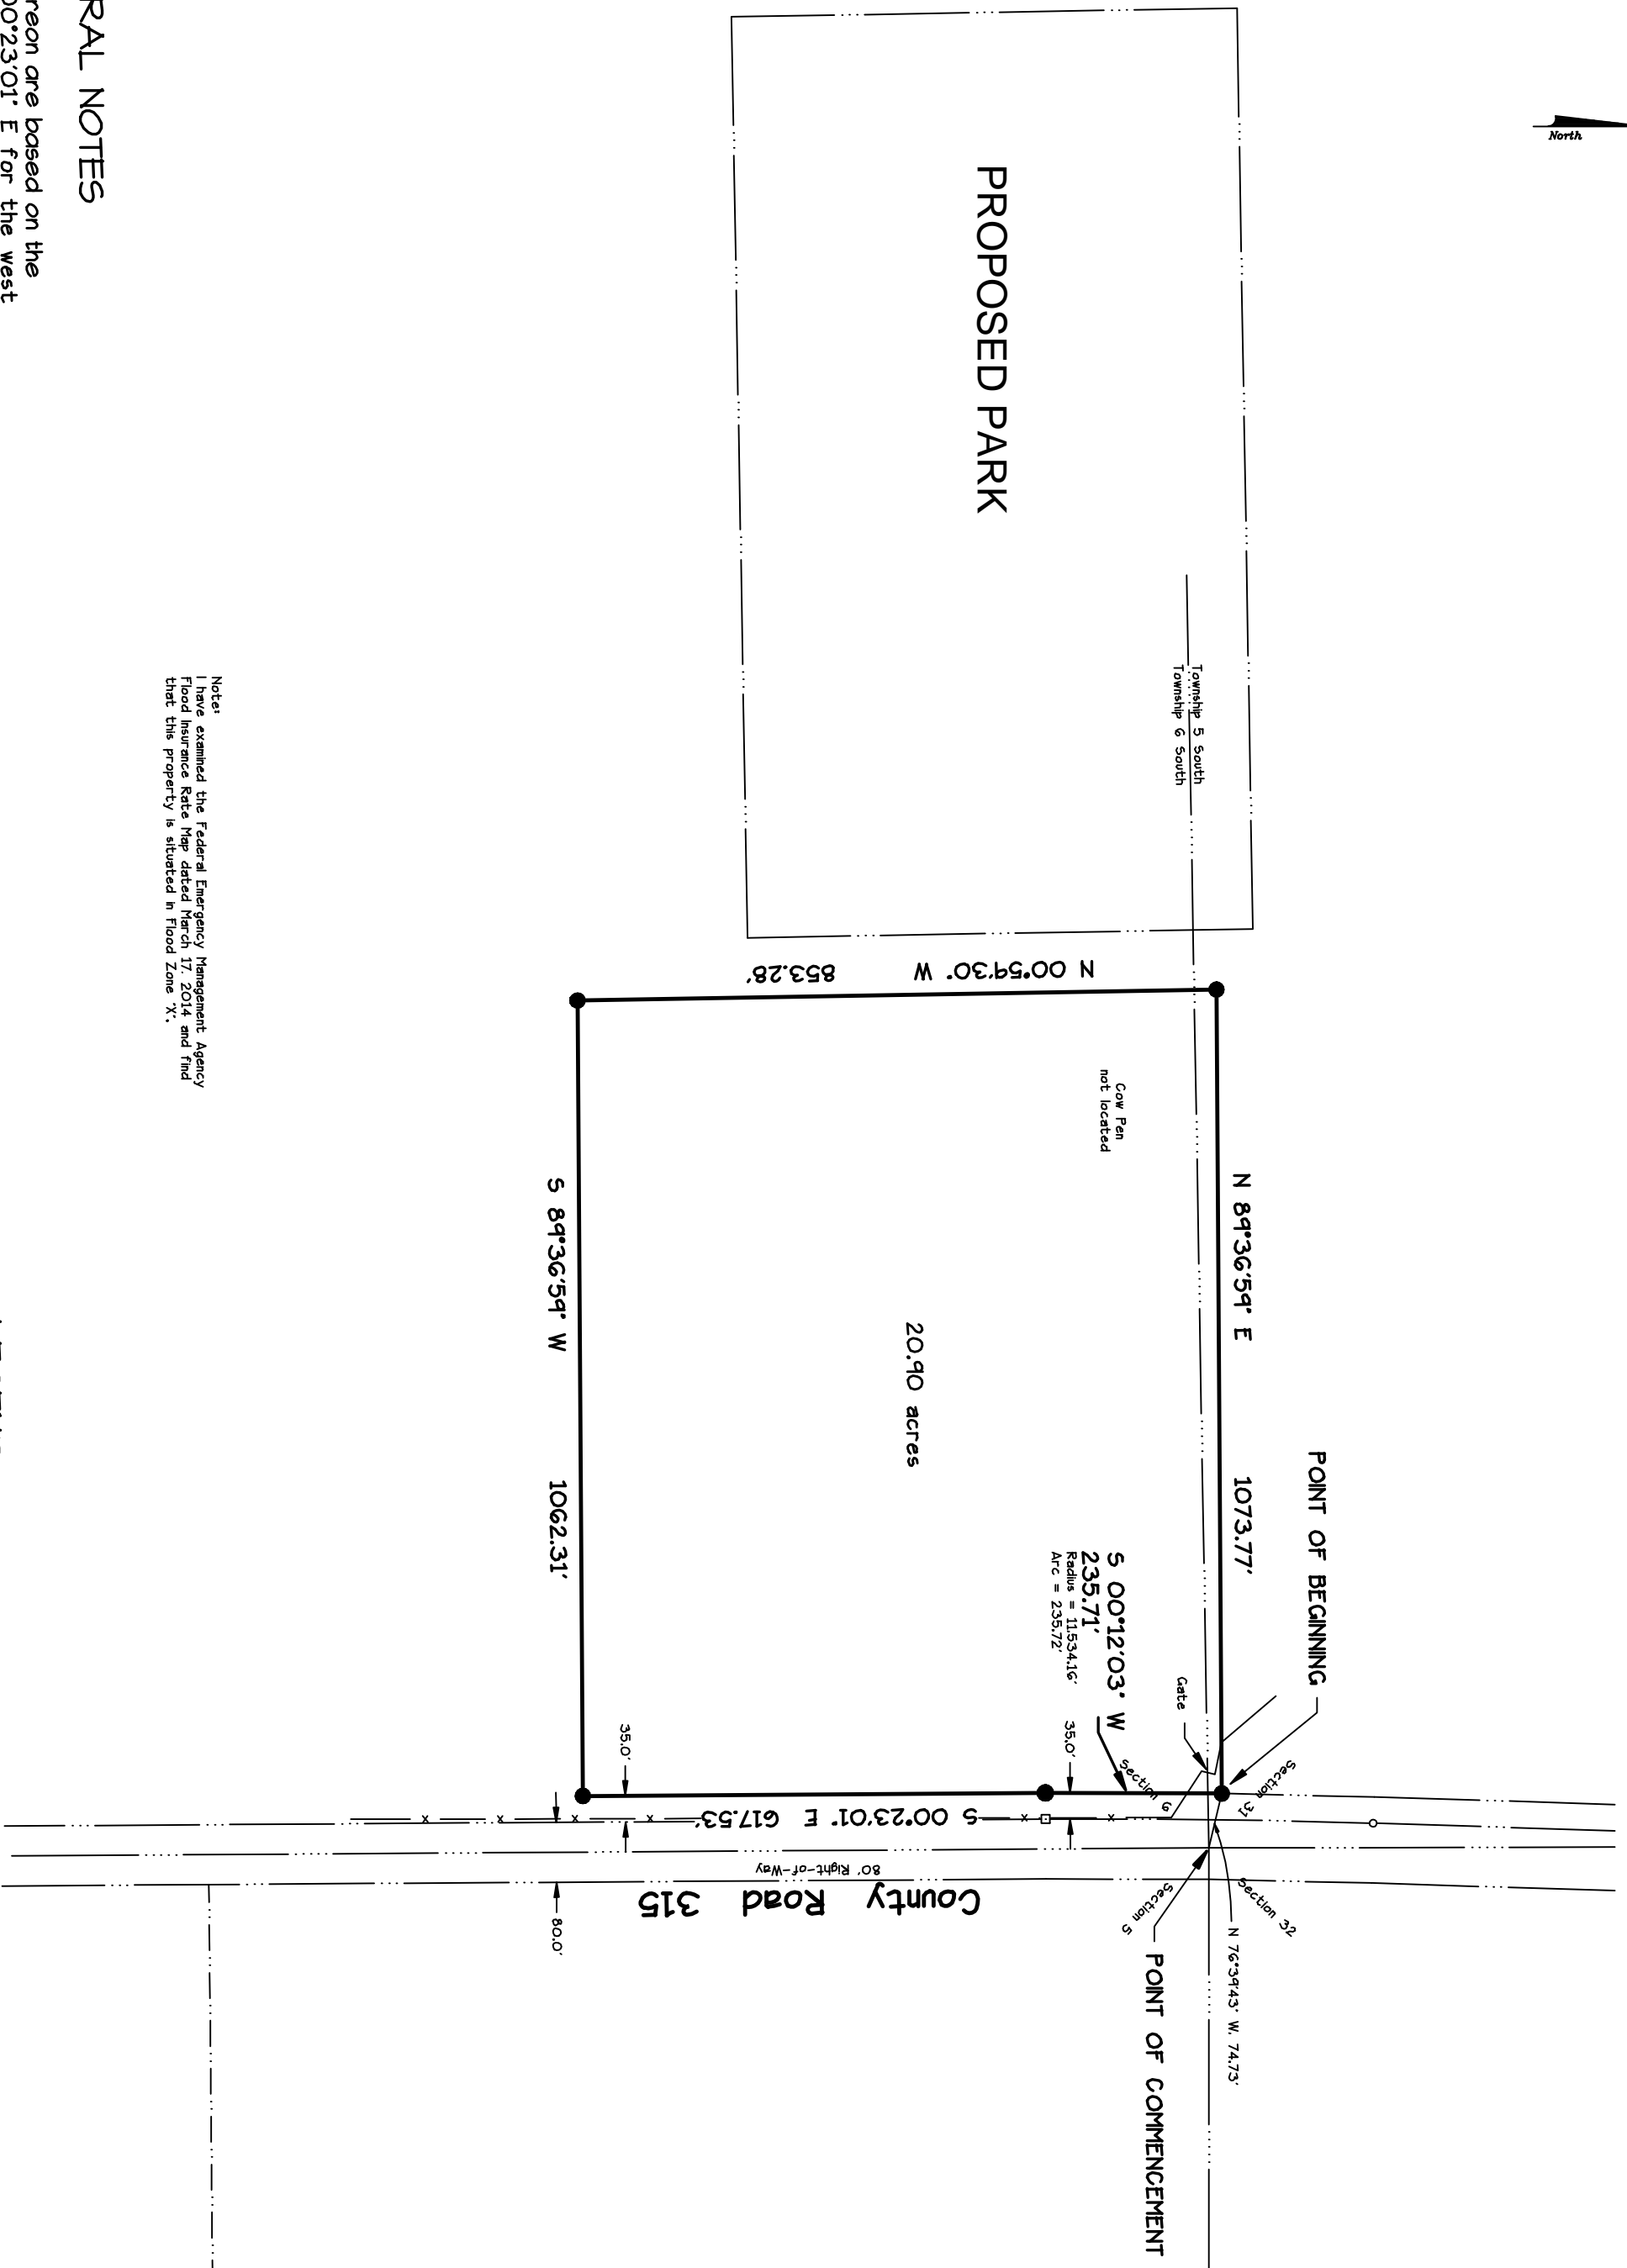 North
PROPOSED PARK
Township 5 South
Township 6 South
N 00°59'30" W 853.28'
N 89°36'59" E 1073.77'
Cow Pen
not located
20.90 acres
S 89°36'59" W 1062.31'
POINT OF BEGINNING
S 00°12'03" W
235.71'
Radius = 11,534.16'
Arc = 235.72'
Gate
35.0'
35.0'
Section 6
Section 31
Section 32
Section 5
S 00°23'01" E 617.53'
80' Right-of-Way
County Road 315
80.0'
N 76°39'43" W. 74.73'
POINT OF COMMENCEMENT
Note:
I have examined the Federal Emergency Management Agency
Flood Insurance Rate Map dated March 17, 2014 and find
that this property is situated in Flood Zone "X".
RAL NOTES
reon are based on the
00°23'01" E for the west